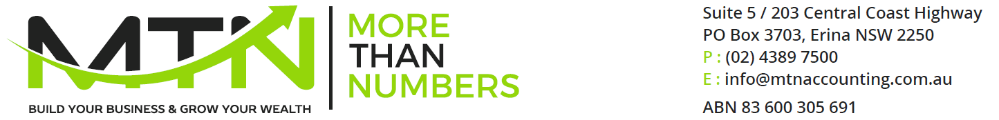 MTN
BUILD YOUR BUSINESS & GROW YOUR WEALTH
MORE
THAN
NUMBERS
Suite 5 / 203 Central Coast Highway
PO Box 3703, Erina NSW 2250
P : (02) 4389 7500
E : info@mtnaccounting.com.au
ABN 83 600 305 691